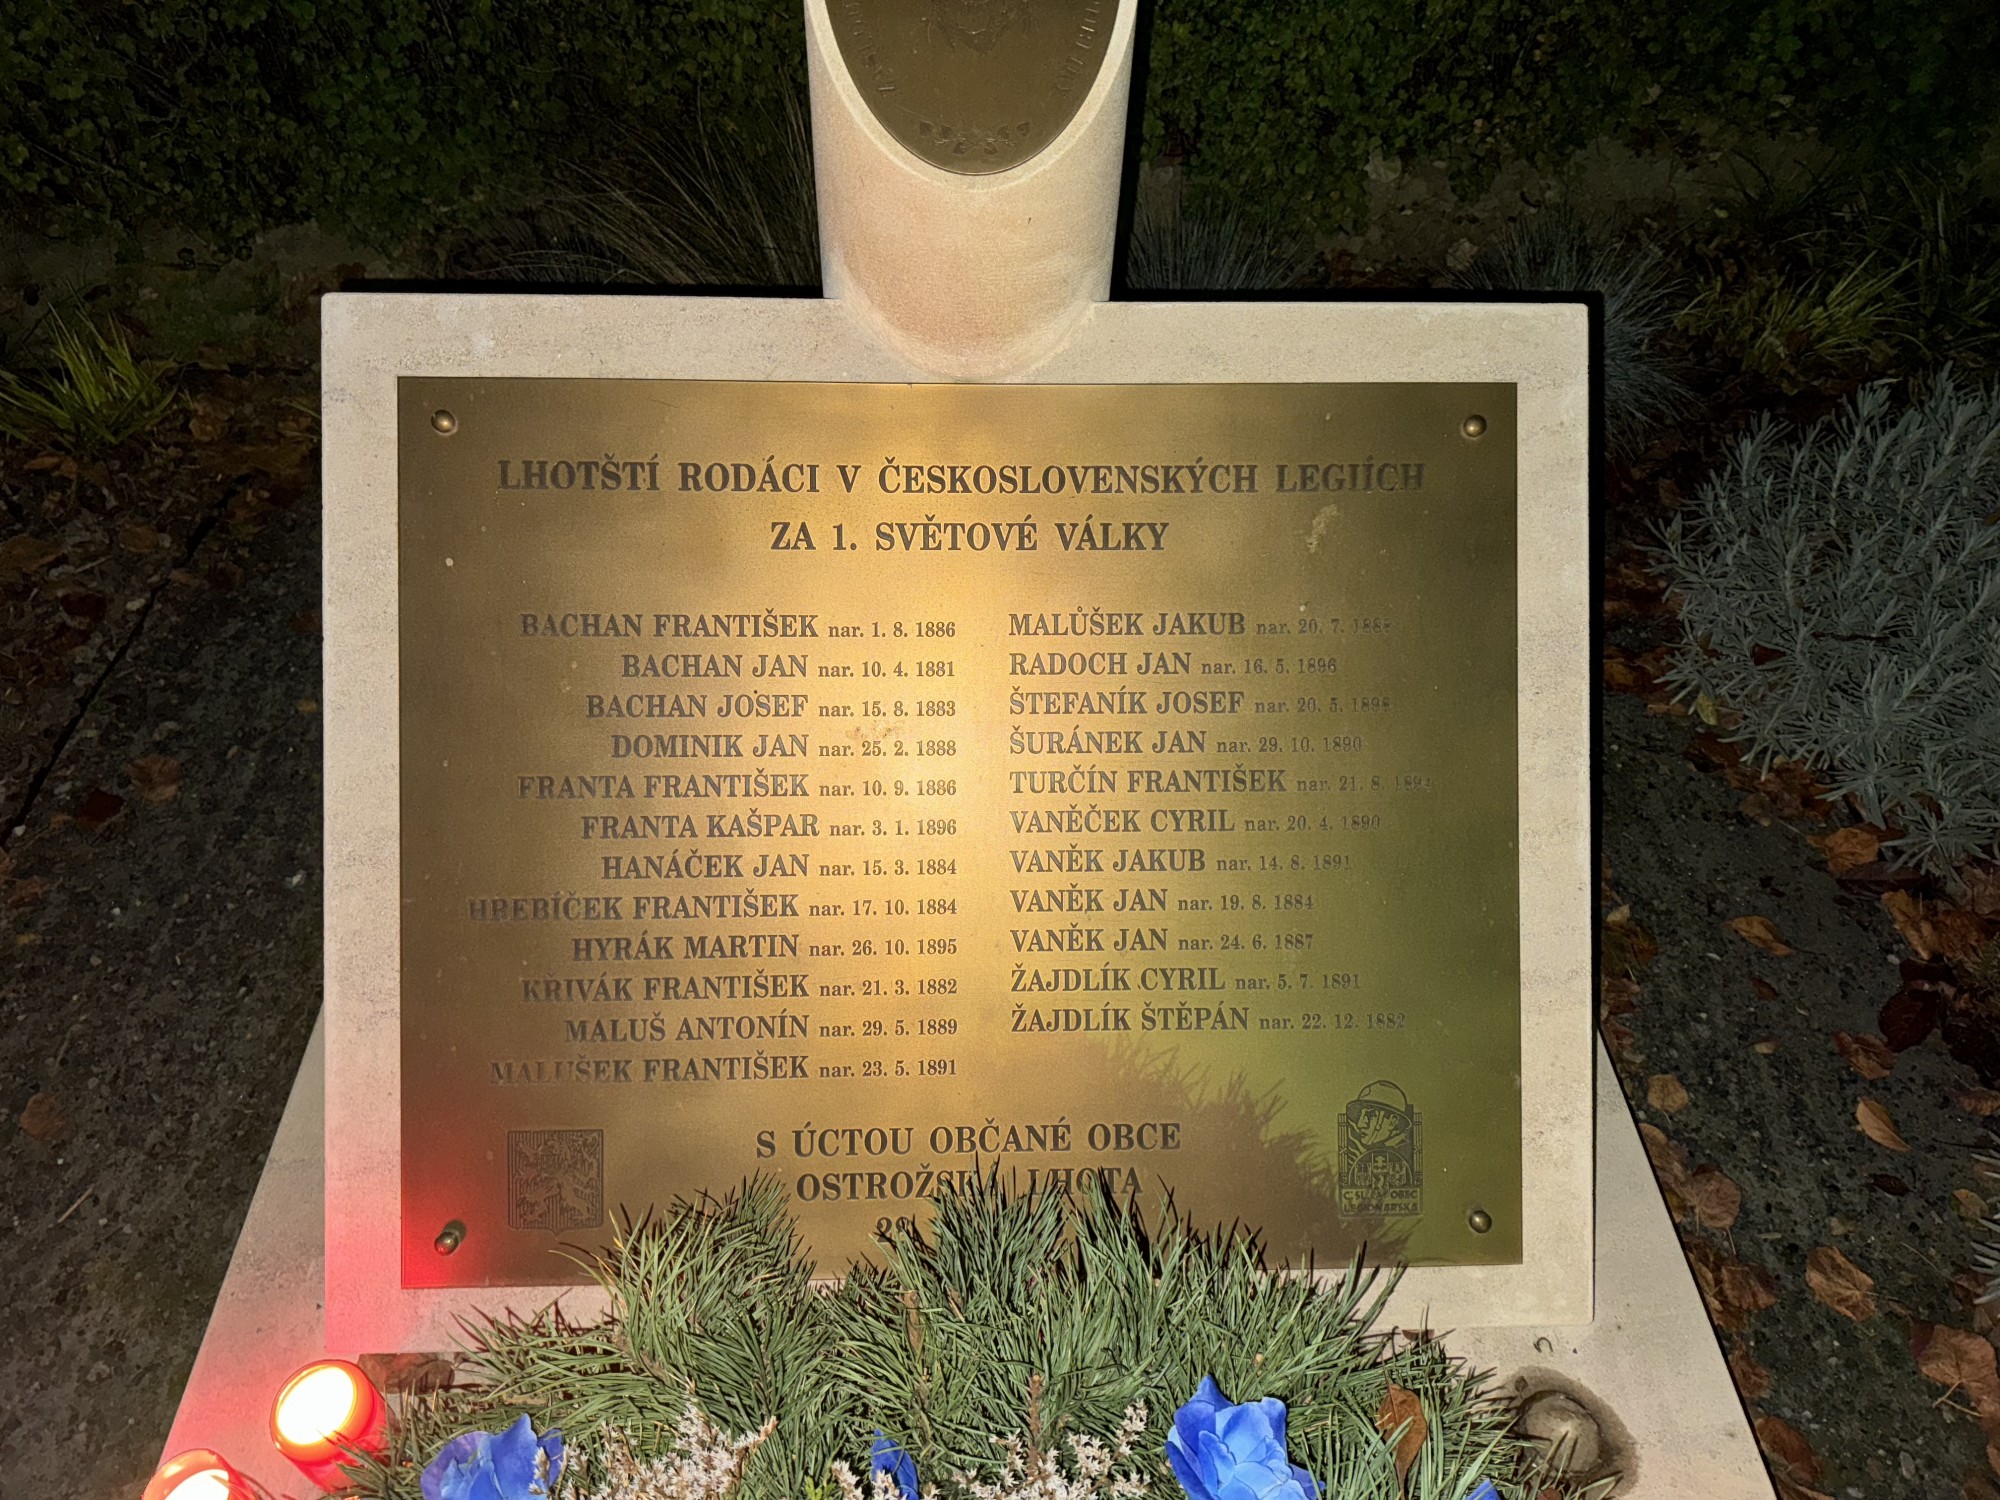 LHOTŠTÍ RODÁCI V ČESKOSLOVENSKÝCH LEGIÍCH
ZA 1. SVĚTOVÉ VÁLKY
BACHAN FRANTIŠEK nar. 1. 8. 1886
BACHAN JAN nar. 10. 4. 1881
BACHAN JOSEF nar. 15. 8. 1883
DOMINIK JAN nar. 25. 2. 1888
FRANTA FRANTIŠEK nar. 10. 9. 1886
FRANTA KAŠPAR nar. 3. 1. 1896
HANÁČEK JAN nar. 15. 3. 1884
HŘEBÍČEK FRANTIŠEK nar. 17. 10. 1884
HYRÁK MARTIN nar. 26. 10. 1895
KŘIVÁK FRANTIŠEK nar. 21. 3. 1882
MALUŠ ANTONÍN nar. 29. 5. 1889
MALUŠEK FRANTIŠEK nar. 23. 5. 1891
MALŮŠEK JAKUB nar. 20. 7.
RADOCH JAN nar. 16. 5. 1896
ŠTEFANÍK JOSEF nar. 20. 5.
ŠURÁNEK JAN nar. 29. 10. 1890
TURČÍN FRANTIŠEK nar. 21. 8.
VANĚČEK CYRIL nar. 20. 4. 1890
VANĚK JAKUB nar. 14. 8. 1891
VANĚK JAN nar. 19. 8. 1884
VANĚK JAN nar. 24. 6. 1887
ŽAJDLÍK CYRIL nar. 5. 7. 1891
ŽAJDLÍK ŠTĚPÁN nar. 22. 12. 1882
S ÚCTOU OBČANÉ OBCE
OSTROŽSKÁ LHOTA
OBEC
LEGIONÁŘSKÁ